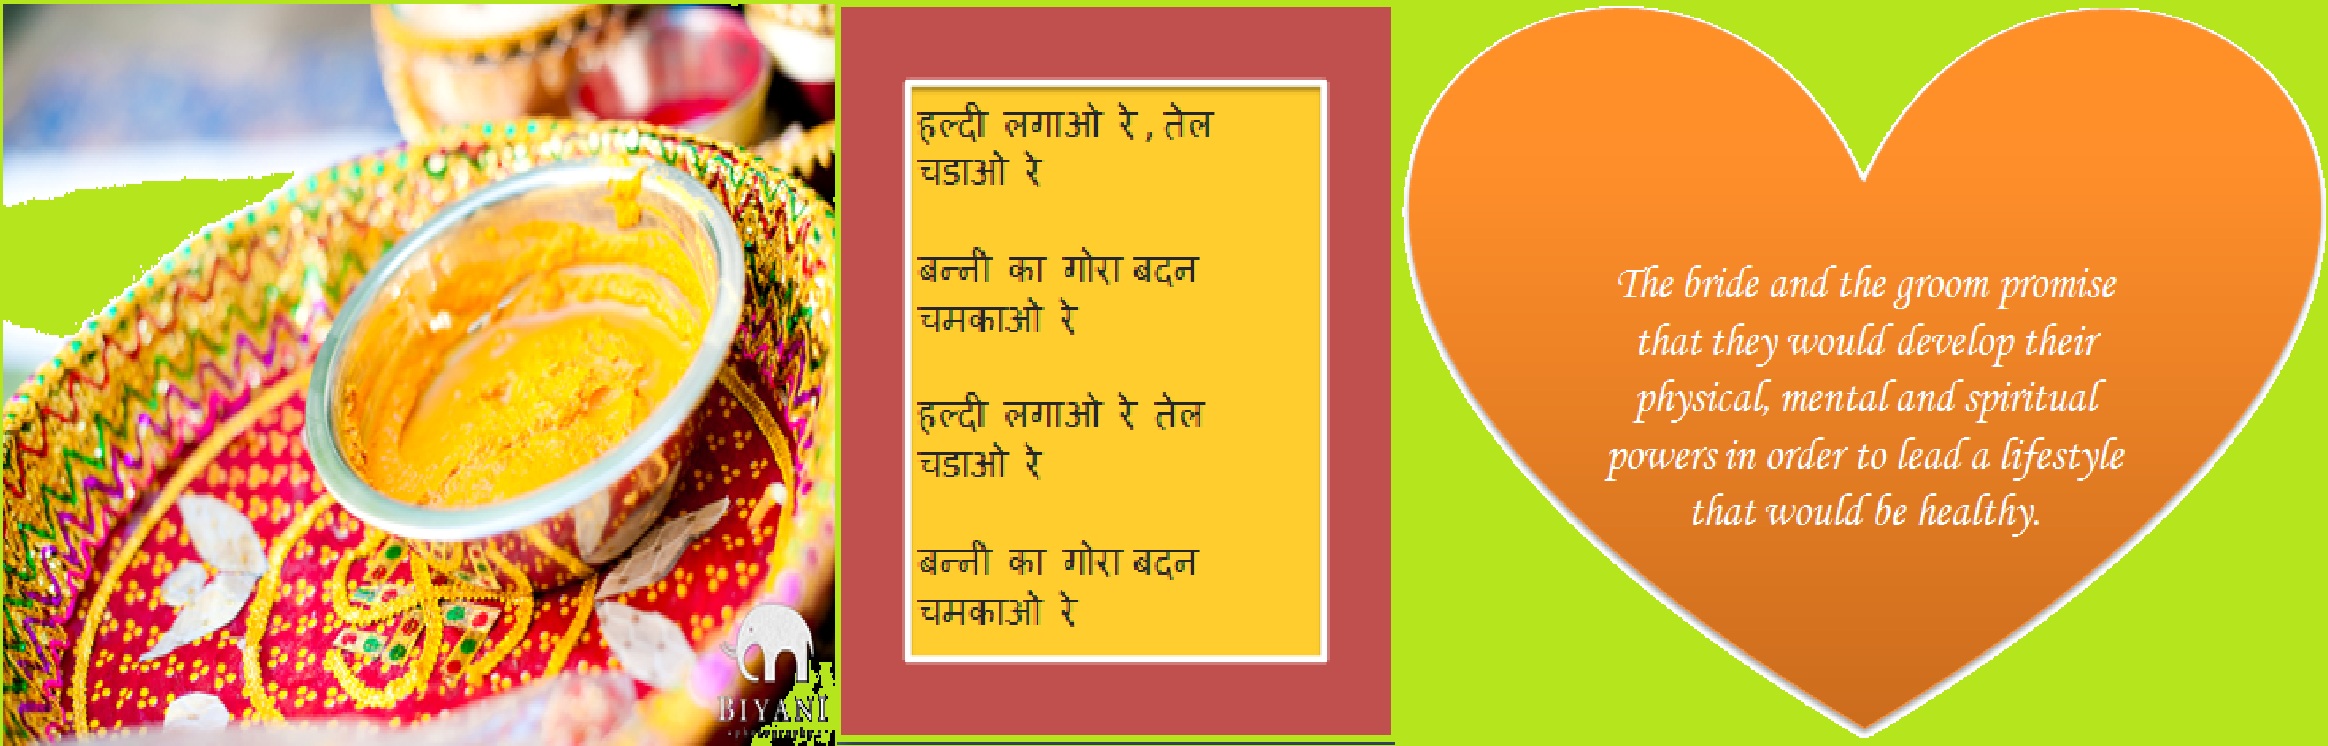 BIYANI
photography
हल्दी लगाओ रे , तेल
चडाओ रे
बन्नी का गोरा बदन
चमकाओ रे
हल्दी लगाओ रे तेल
चडाओ रे
बन्नी का गोरा बदन
चमकाओ रे
The bride and the groom promise
that they would develop their
physical, mental and spiritual
powers in order to lead a lifestyle
that would be healthy.